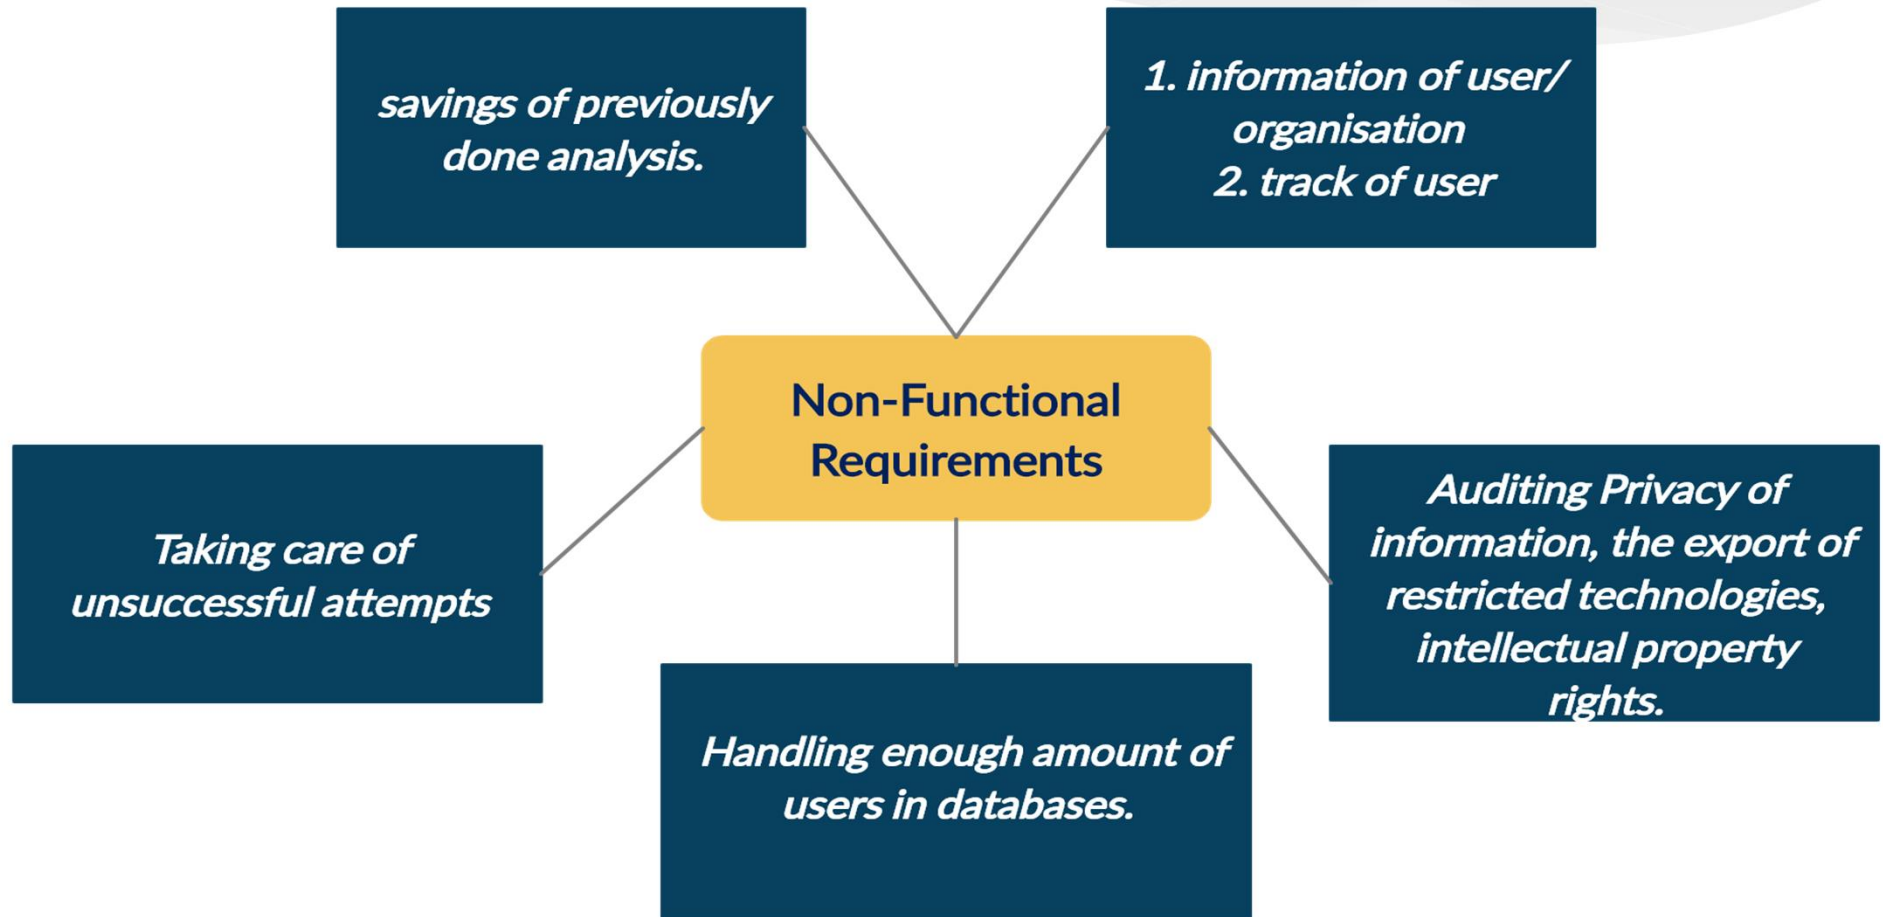 savings of previously
done analysis.
1. information of user/
organisation
2. track of user
Non-Functional
Requirements
Taking care of
unsuccessful attempts
Auditing Privacy of
information, the export of
restricted technologies,
intellectual property
rights.
Handling enough amount of
users in databases.